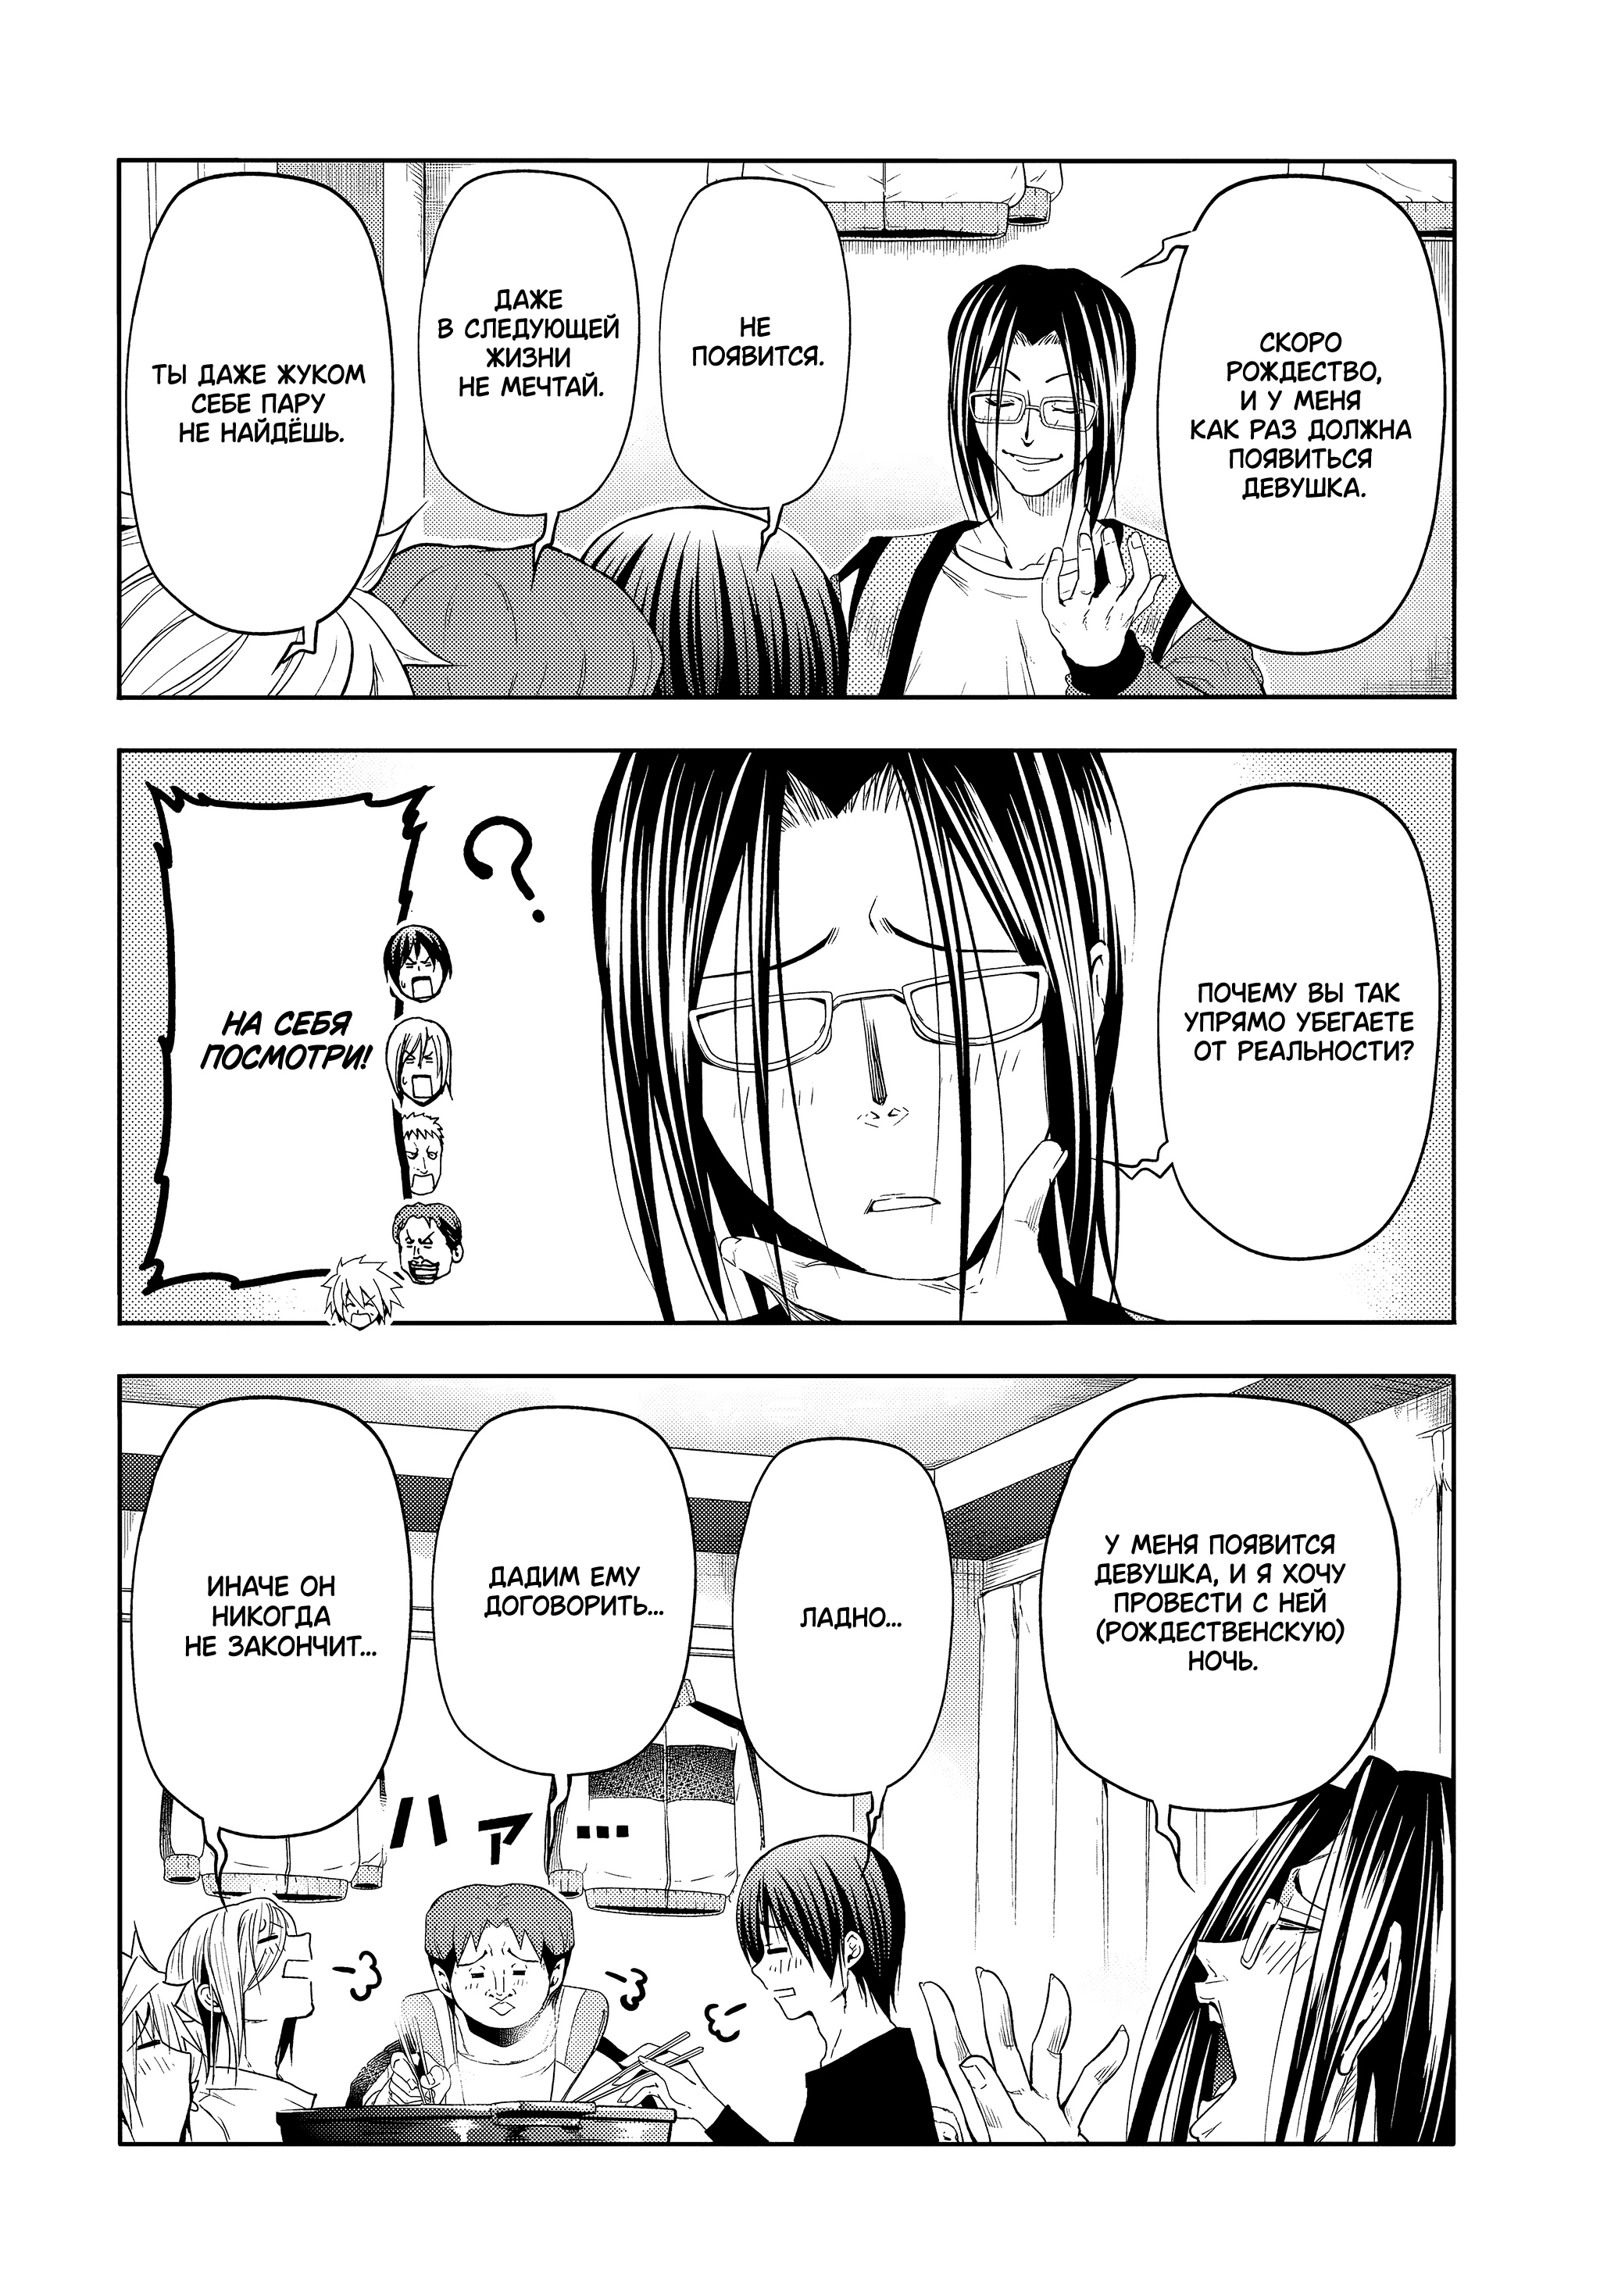 СКОРО
РОЖДЕСТВО,
И У МЕНЯ
КАК РАЗ ДОЛЖНА
ПОЯВИТЬСЯ
ДЕВУШКА.
НЕ
ПОЯВИТСЯ.
ДАЖЕ
В СЛЕДУЮЩЕЙ
ЖИЗНИ
НЕ МЕЧТАЙ.
ТЫ ДАЖЕ ЖУКОМ
СЕБЕ ПАРУ
НЕ НАЙДЁШЬ.
ПОЧЕМУ ВЫ ТАК
УПРЯМО УБЕГАЕТЕ
ОТ РЕАЛЬНОСТИ?
?
НА СЕБЯ
ПОСМОТРИ!
У МЕНЯ ПОЯВИТСЯ
ДЕВУШКА, И Я ХОЧУ
ПРОВЕСТИ С НЕЙ
(РОЖДЕСТВЕНСКУЮ)
НОЧЬ.
ЛАДНО...
ДАДИМ ЕМУ
ДОГОВОРИТЬ...
ИНАЧЕ ОН
НИКОГДА
НЕ ЗАКОНЧИТ...
ハァ…